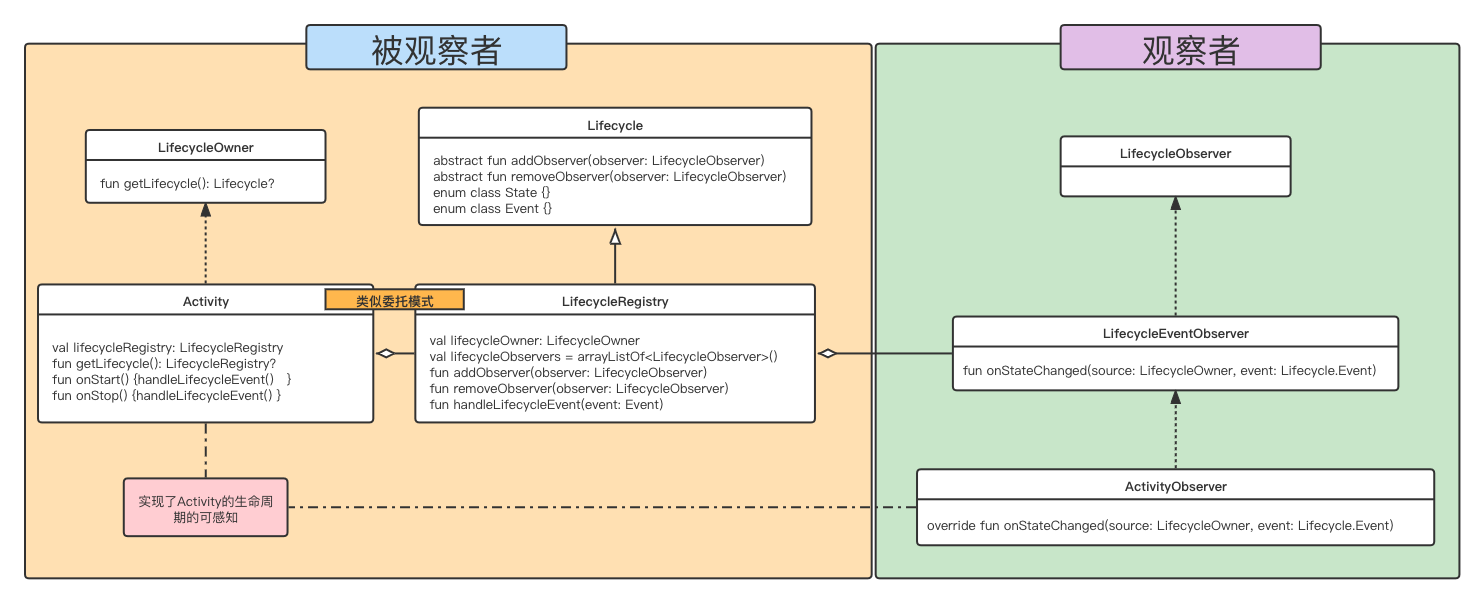 被观察者
观察者
LifecycleOwner
fun getLifecycle(): Lifecycle?
Lifecycle
abstract fun addObserver(observer: LifecycleObserver)
abstract fun removeObserver(observer: LifecycleObserver)
enum class State {}
enum class Event {}
LifecycleObserver
Activity
val lifecycleRegistry: LifecycleRegistry
fun getLifecycle(): LifecycleRegistry?
fun onStart() {handleLifecycleEvent()   }
fun onStop() {handleLifecycleEvent() }
类似委托模式
LifecycleRegistry
val lifecycleOwner: LifecycleOwner
val lifecycleObservers = arrayListOf<LifecycleObserver>()
fun addObserver(observer: LifecycleObserver)
fun removeObserver(observer: LifecycleObserver)
fun handleLifecycleEvent(event: Event)
LifecycleEventObserver
fun onStateChanged(source: LifecycleOwner, event: Lifecycle.Event)
实现了Activity的生命周
期的可感知
ActivityObserver
override fun onStateChanged(source: LifecycleOwner, event: Lifecycle.Event)